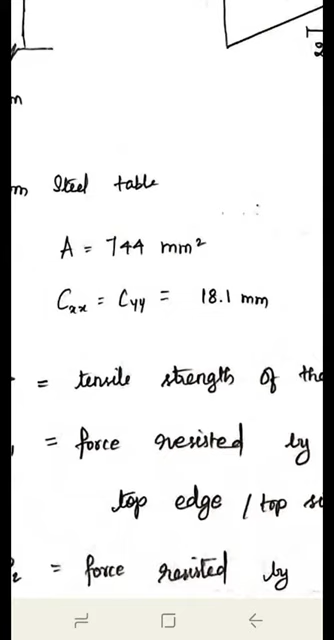 m
m Steel table
A = 744 mm²
Cxx = Cyy = 18.1 mm
= tensile strength of the
= force resisted by
top edge / top
= force resisted by